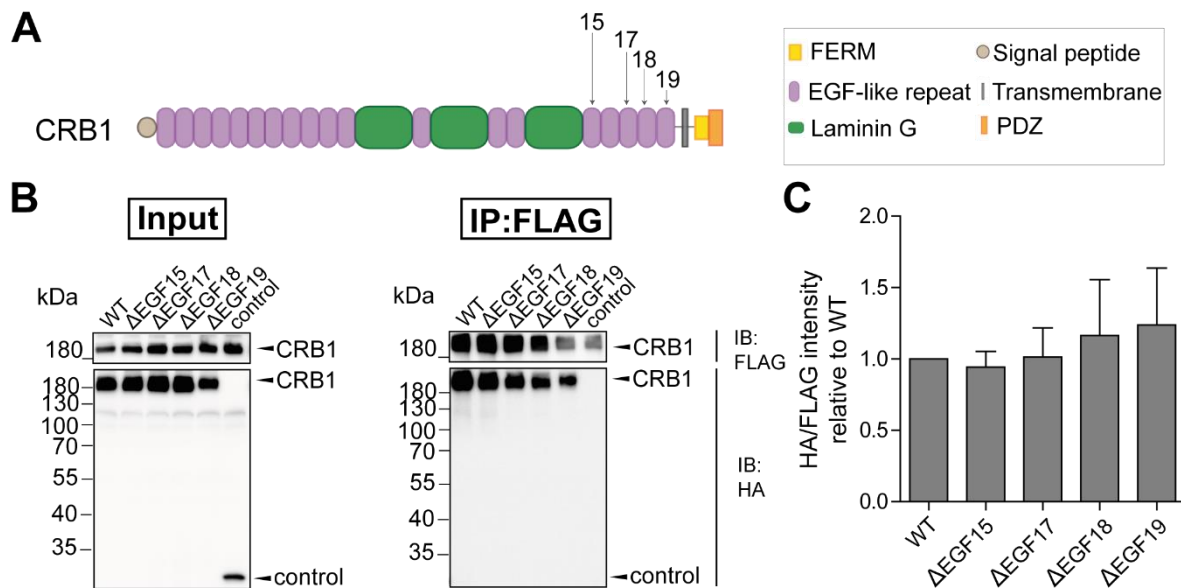 A
15
17
18
19
CRB1
FERM
Signal peptide
EGF-like repeat
Transmembrane
Laminin G
PDZ
B
Input
kDa
WT
ΔEGF15
ΔEGF17
ΔEGF18
ΔEGF19
control
180
CRB1
180
CRB1
130
100
70
55
40
35
control
IP:FLAG
kDa
WT
ΔEGF15
ΔEGF17
ΔEGF18
ΔEGF19
control
180
CRB1
180
CRB1
130
100
70
55
40
35
control
IB:
FLAG
IB:
HA
C
HA/FLAG intensity
relative to WT
2.0
1.5
1.0
0.5
0.0
WT
ΔEGF15
ΔEGF17
ΔEGF18
ΔEGF19